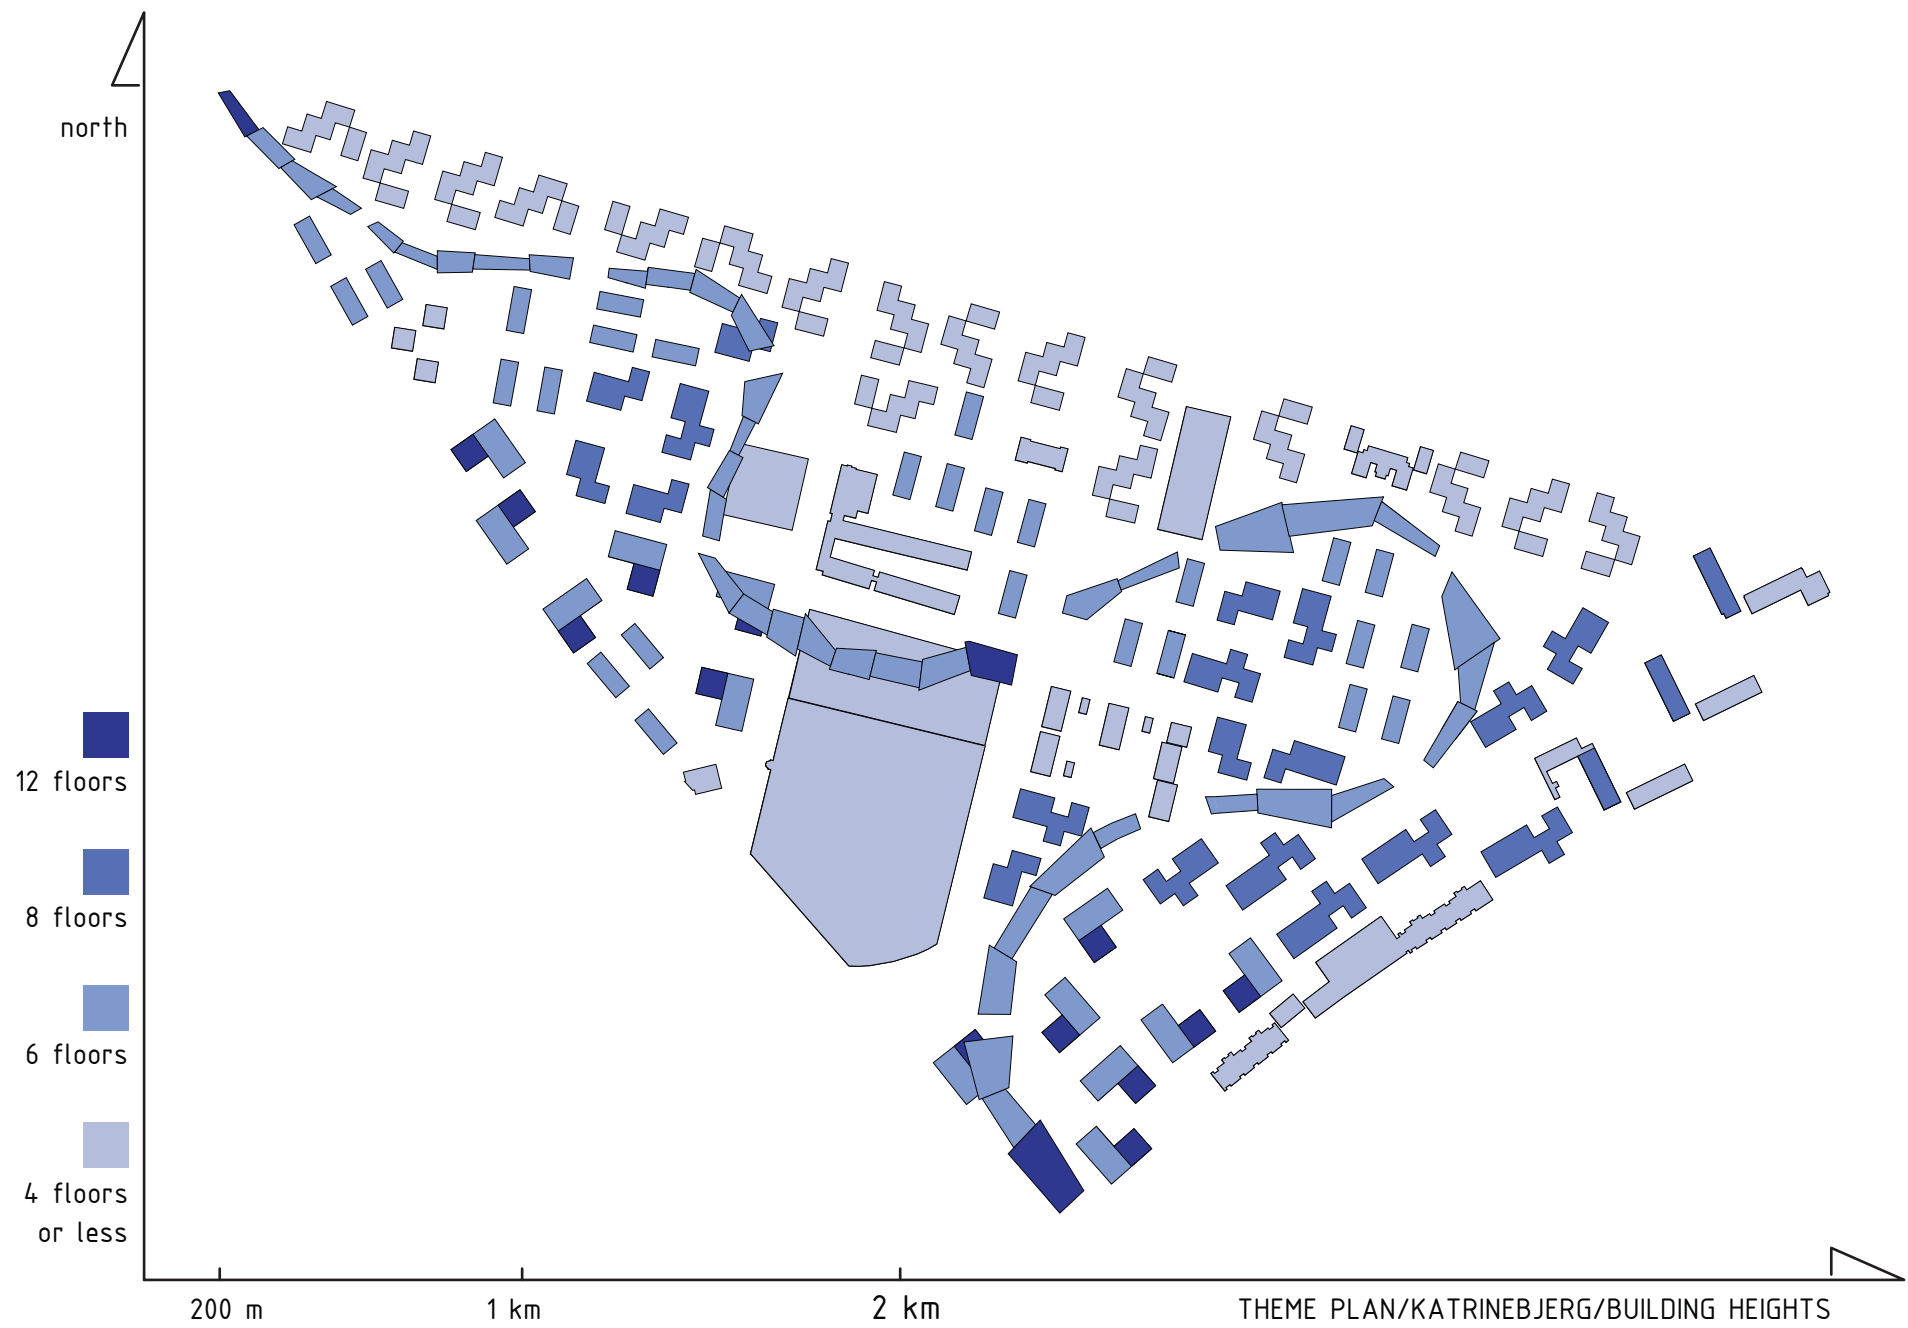 north
12 floors
8 floors
6 floors
4 floors
or less
200 m
1 km
2 km
THEME PLAN/KATRINEBJERG/BUILDING HEIGHTS